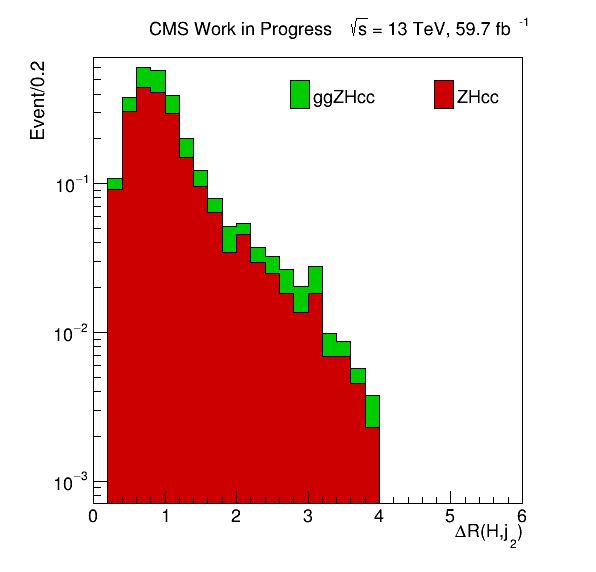 CMS Work in Progress √s = 13 TeV, 59.7 fb⁻¹
Event/0.2
ggZHcc ZHcc
10⁻¹
10⁻²
10⁻³
0 1 2 3 4 5 6
ΔR(H,j₂)